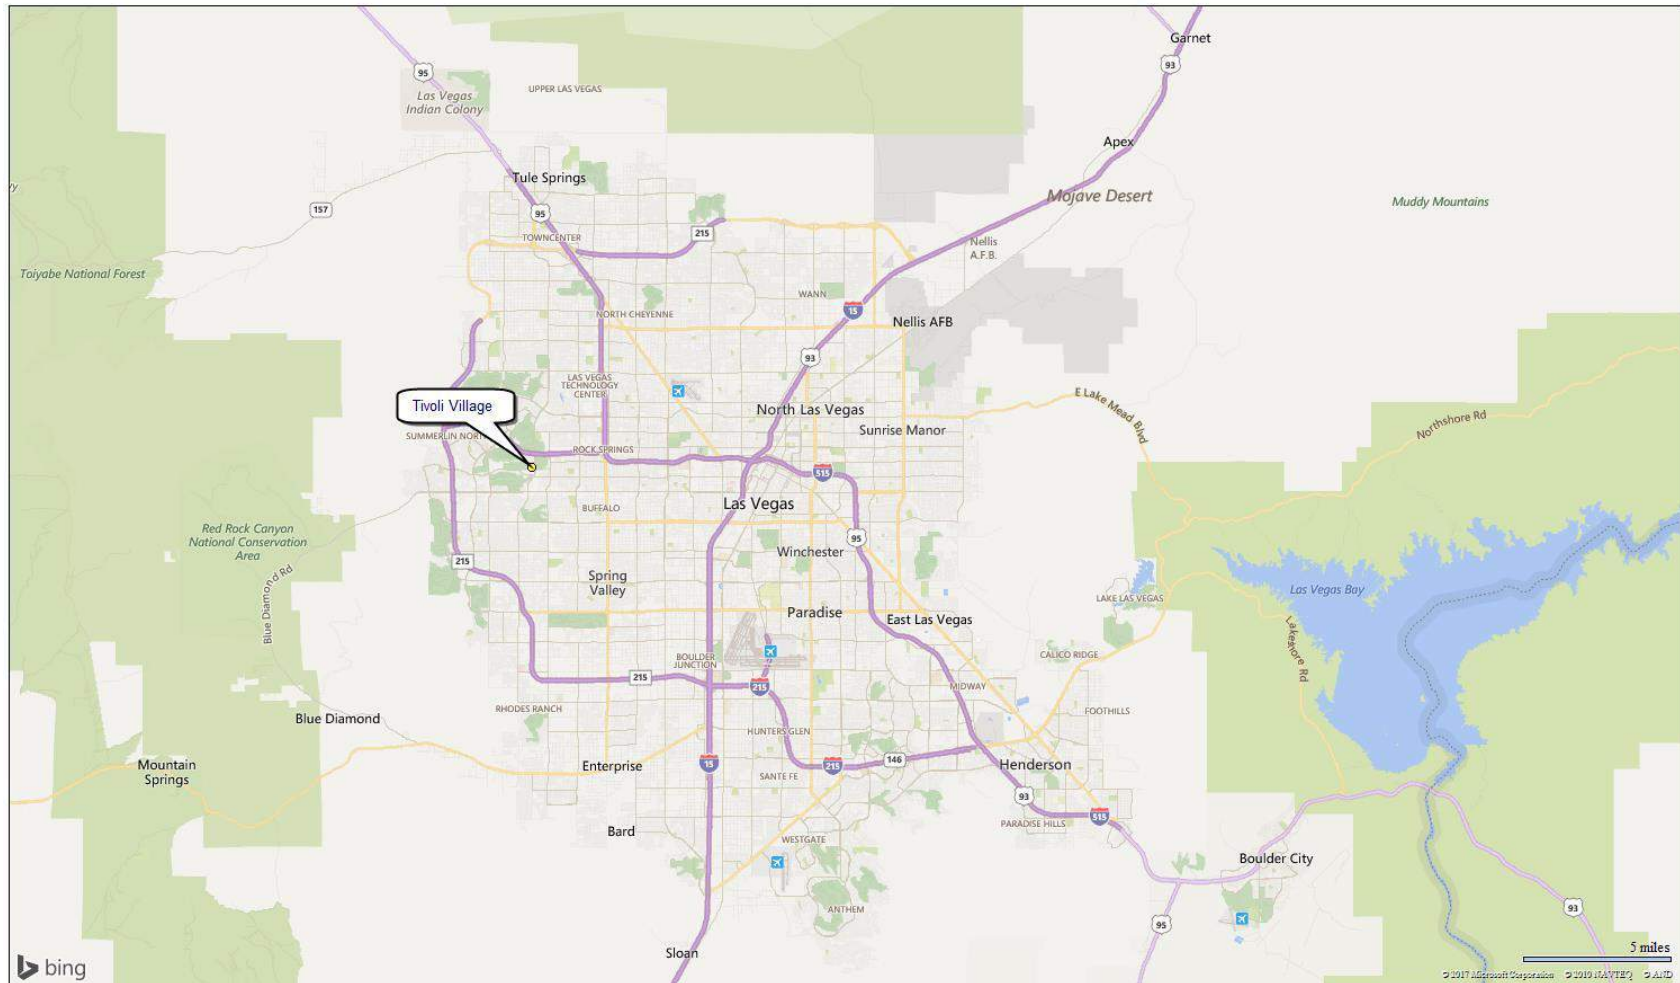 Garnet
93
95
Las Vegas
Indian Colony
UPPER LAS VEGAS
Apex
Tule Springs
Mojave Desert
Muddy Mountains
157
95
215
TOWNCENTER
Nellis
A.F.B.
Toiyabe National Forest
WANN
15
NORTH CHEYENNE
Nellis AFB
93
LAS VEGAS
TECHNOLOGY
CENTER
E Lake Mead Blvd
Tivoli Village
North Las Vegas
Northshore Rd
SUMMERLIN NORTH
Sunrise Manor
ROCK SPRINGS
515
Las Vegas
BUFFALO
Red Rock Canyon
National Conservation
Area
95
Winchester
215
Spring
Valley
Las Vegas Bay
Blue Diamond Rd
LAKE LAS VEGAS
Paradise
East Las Vegas
Lakeshore Rd
BOULDER
JUNCTION
CALICO RIDGE
215
215
MIDWAY
RHODES RANCH
FOOTHILLS
Blue Diamond
HUNTERS GLEN
Mountain
Springs
Enterprise
15
215
146
Henderson
SANTE FE
93
515
PARADISE HILLS
Bard
WESTGATE
Boulder City
ANTHEM
93
95
Sloan
5 miles
bing
© 2017 Microsoft Corporation © 2010 NAVTEQ © AND